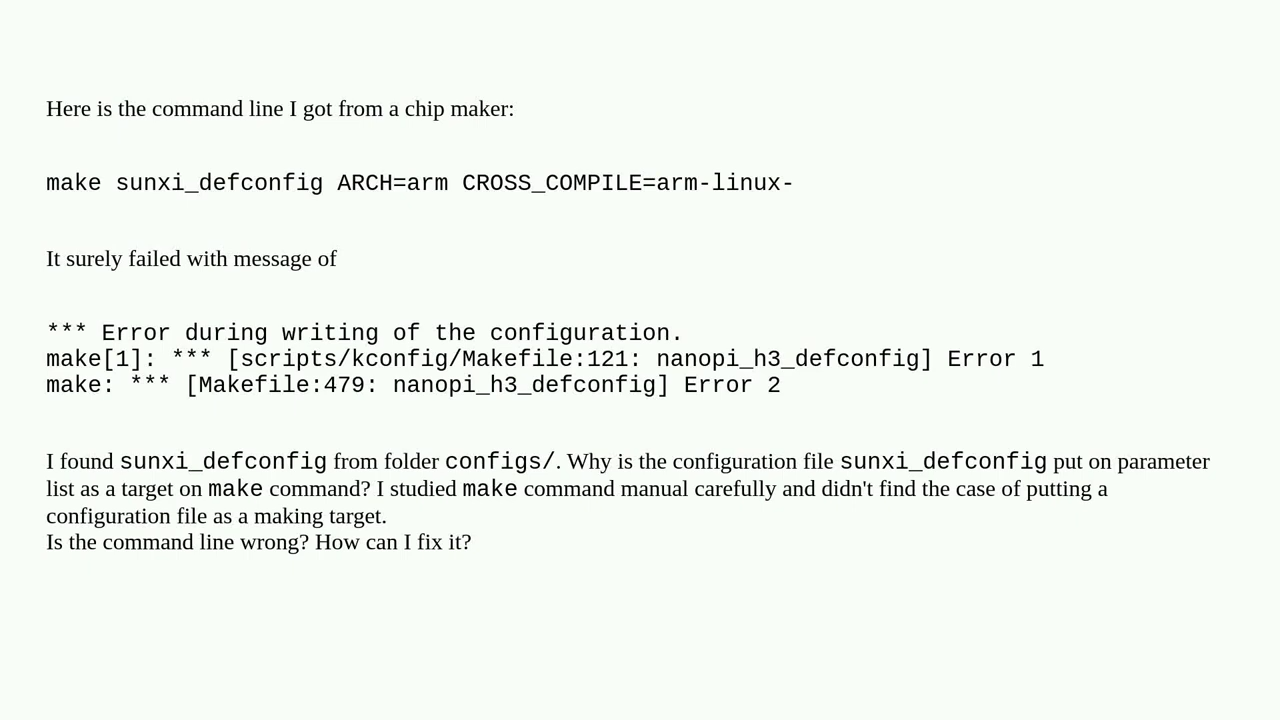 Here is the command line I got from a chip maker:
make sunxi_defconfig ARCH=arm CROSS_COMPILE=arm-linux-
It surely failed with message of
*** Error during writing of the configuration.
make[1]: *** [scripts/kconfig/Makefile:121: nanopi_h3_defconfig] Error 1
make: *** [Makefile:479: nanopi_h3_defconfig] Error 2
I found sunxi_defconfig from folder configs/. Why is the configuration file sunxi_defconfig put on parameter
list as a target on make command? I studied make command manual carefully and didn't find the case of putting a
configuration file as a making target.
Is the command line wrong? How can I fix it?